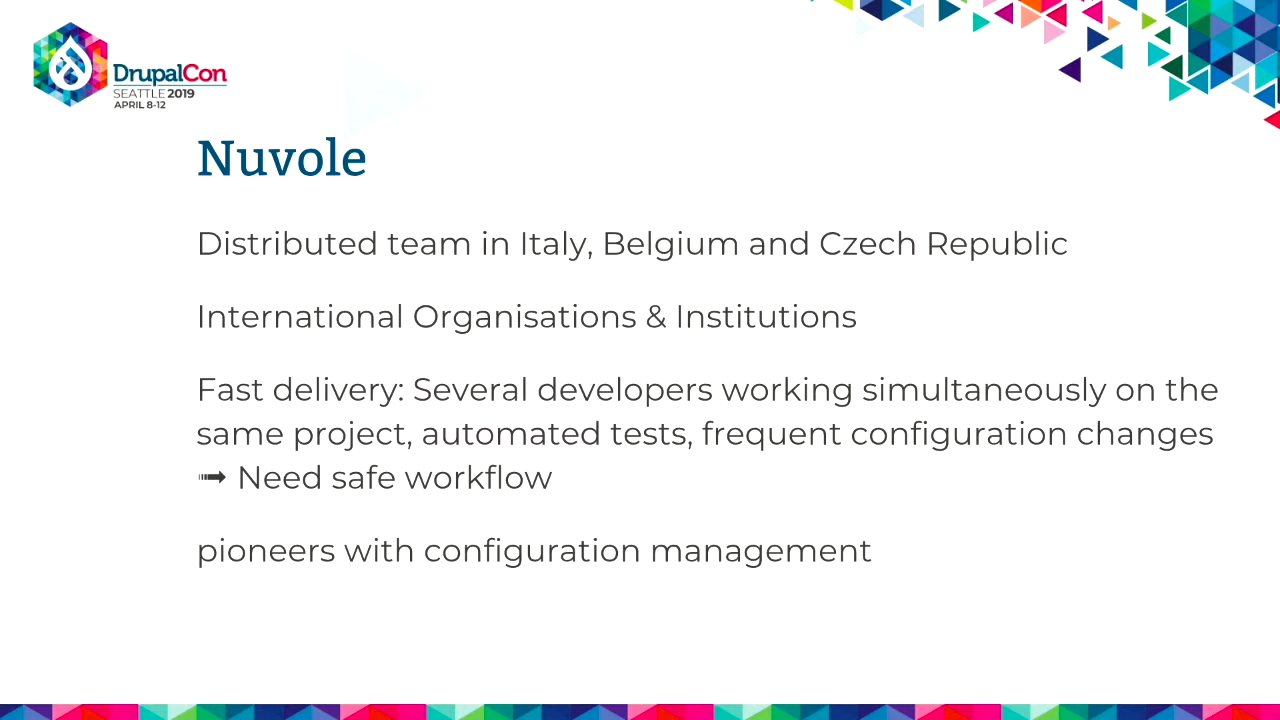 DrupalCon
SEATTLE 2019
APRIL 8-12
Nuvole
Distributed team in Italy, Belgium and Czech Republic
International Organisations & Institutions
Fast delivery: Several developers working simultaneously on the
same project, automated tests, frequent configuration changes
➟ Need safe workflow
pioneers with configuration management